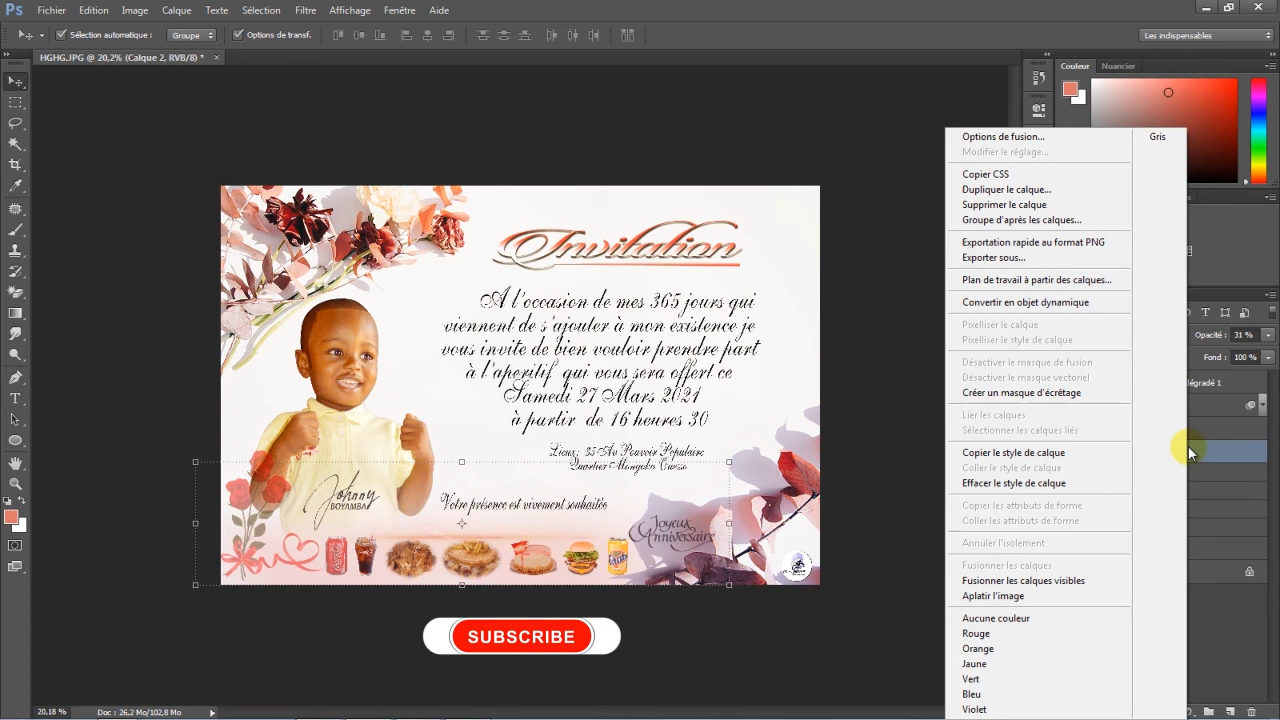 Ps Fichier Edition Image Calque Texte Sélection Filtre Affichage Fenêtre Aide
Sélection automatique : Groupe Options de transf. Les indispensables
HGHG.JPG @ 20,2% (Calque 2, RVB/8) * ×
Couleur Nuancier
Invitation
A l'occasion de mes 365 jours qui
viennent de s'ajouter à mon existence je
vous invite de bien vouloir prendre part
à l'aperitif qui vous sera offert ce
Samedi 27 Mars 2021
à partir de 16 heures 30
Lieux: 35 Av Pouvoir Populaire
Quartier Mongoko Ouesso
Votre présence est vivement souhaitée
Johnny
BOYAMBA
Joyeux
Anniversaire
SUBSCRIBE
Options de fusion...
Gris
Modifier le réglage...
Copier CSS
Dupliquer le calque...
Supprimer le calque
Groupe d'après les calques...
Exportation rapide au format PNG
Exporter sous...
Plan de travail à partir des calques...
Convertir en objet dynamique
Pixelliser le calque
Pixelliser le style de calque
Désactiver le masque de fusion
Désactiver le masque vectoriel
Créer un masque d'écrêtage
Lier les calques
Sélectionner les calques liés
Copier le style de calque
Coller le style de calque
Effacer le style de calque
Copier les attributs de forme
Coller les attributs de forme
Annuler l'isolement
Fusionner les calques
Fusionner les calques visibles
Aplatir l'image
Aucune couleur
Rouge
Orange
Jaune
Vert
Bleu
Violet
Opacité : 31 %
Fond : 100 %
dégradé 1
20,18 % Doc : 26,2 Mo/102,8 Mo